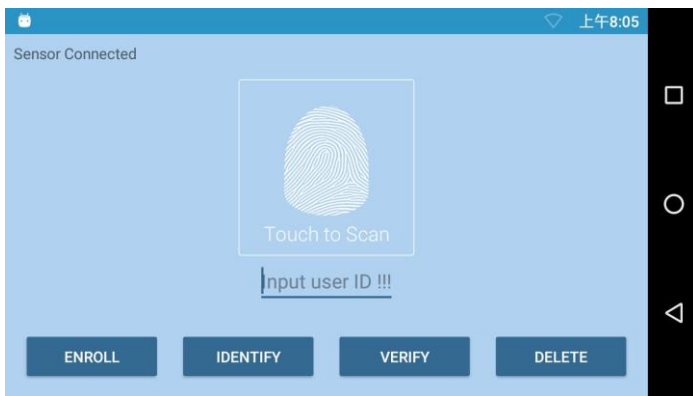 上午8:05
Sensor Connected
Touch to Scan
Input user ID !!!
ENROLL IDENTIFY VERIFY DELETE